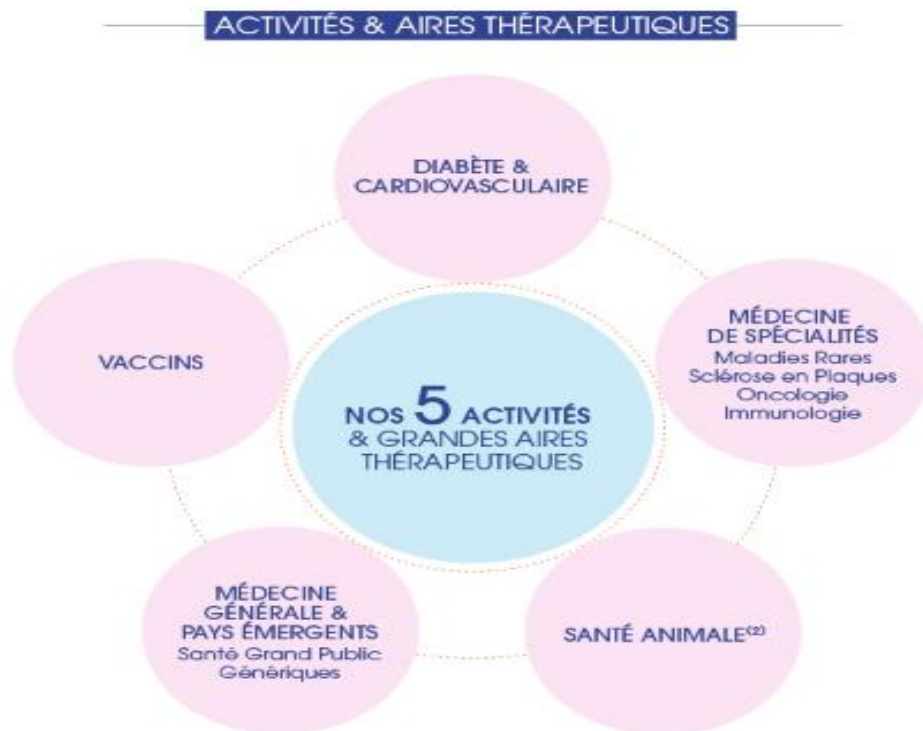 ACTIVITÉS & AIRES THÉRAPEUTIQUES
DIABÈTE &
CARDIOVASCULAIRE
MÉDECINE
DE SPÉCIALITÉS
Maladies Rares
Sclérose en Plaques
Oncologie
Immunologie
VACCINS
NOS 5 ACTIVITÉS
& GRANDES AIRES
THÉRAPEUTIQUES
MÉDECINE
GÉNÉRALE &
PAYS ÉMERGENTS
Santé Grand Public
Génériques
SANTÉ ANIMALE(2)